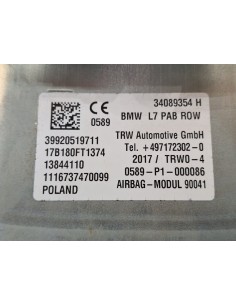 34089354 H
CE
0589
BMW L7 PAB ROW
39920519711
TRW Automotive GmbH
17B180FT1374
Tel. +497172302-0
13844110
2017/ TRW0-4
1116737470099
0589-P1-000086
POLAND
AIRBAG-MODUL 90041